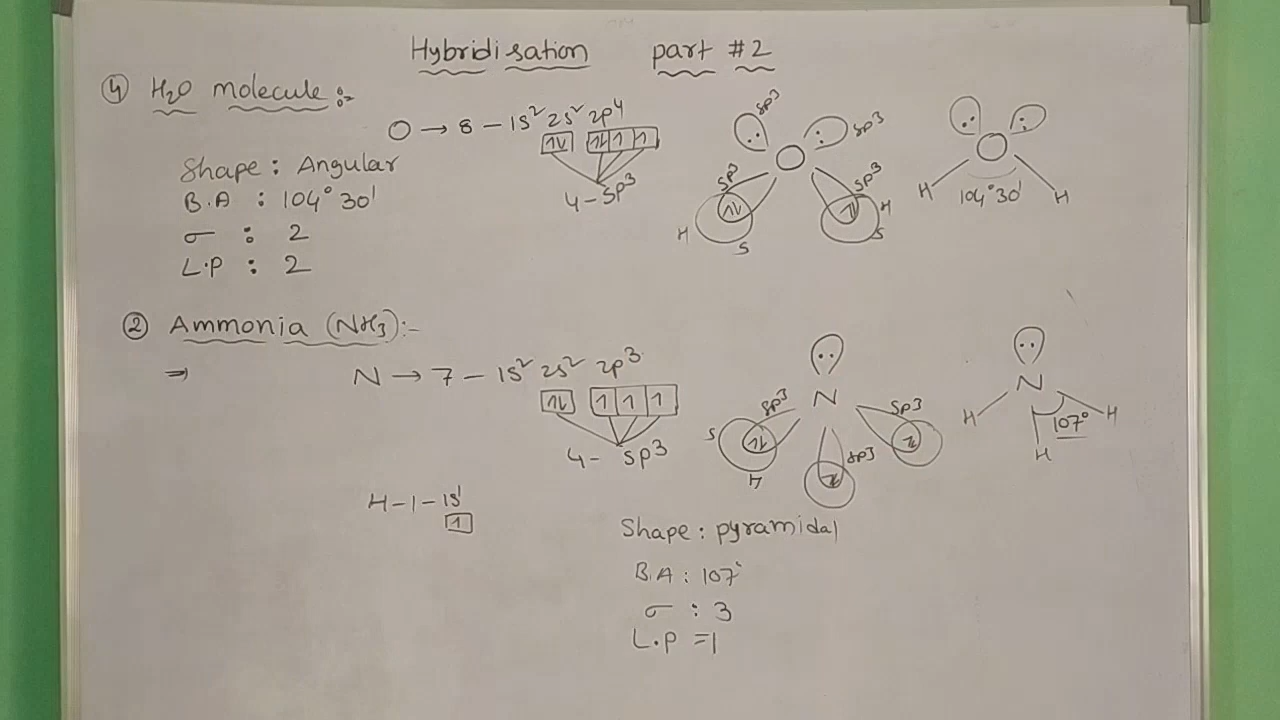 Hybridisation part #2
④ H₂O molecule :-
O → 8 - 1s² 2s² 2p⁴
4-sp³
Shape : Angular
B.A : 104° 30'
σ : 2
L.P : 2
sp³ sp³
O
sp³ sp³
H H
S S
O
H H
104° 30'
② Ammonia (NH₃):-
⇒ N → 7 - 1s² 2s² 2p³
4- sp³
H-1-1s¹
N
sp³ sp³
S
sp³
H
N
H H
107°
H
Shape : pyramidal
B.A : 107°
σ : 3
L.P =1